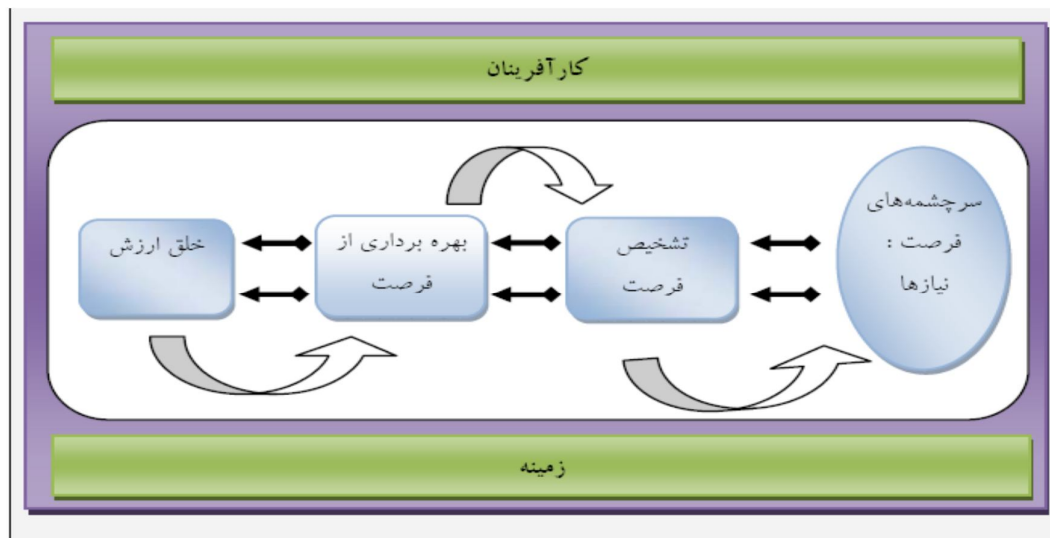 کارآفرینان
سرچشمه‌های
فرصت :
نیازها
تشخیص
فرصت
بهره برداری از
فرصت
خلق ارزش
زمینه